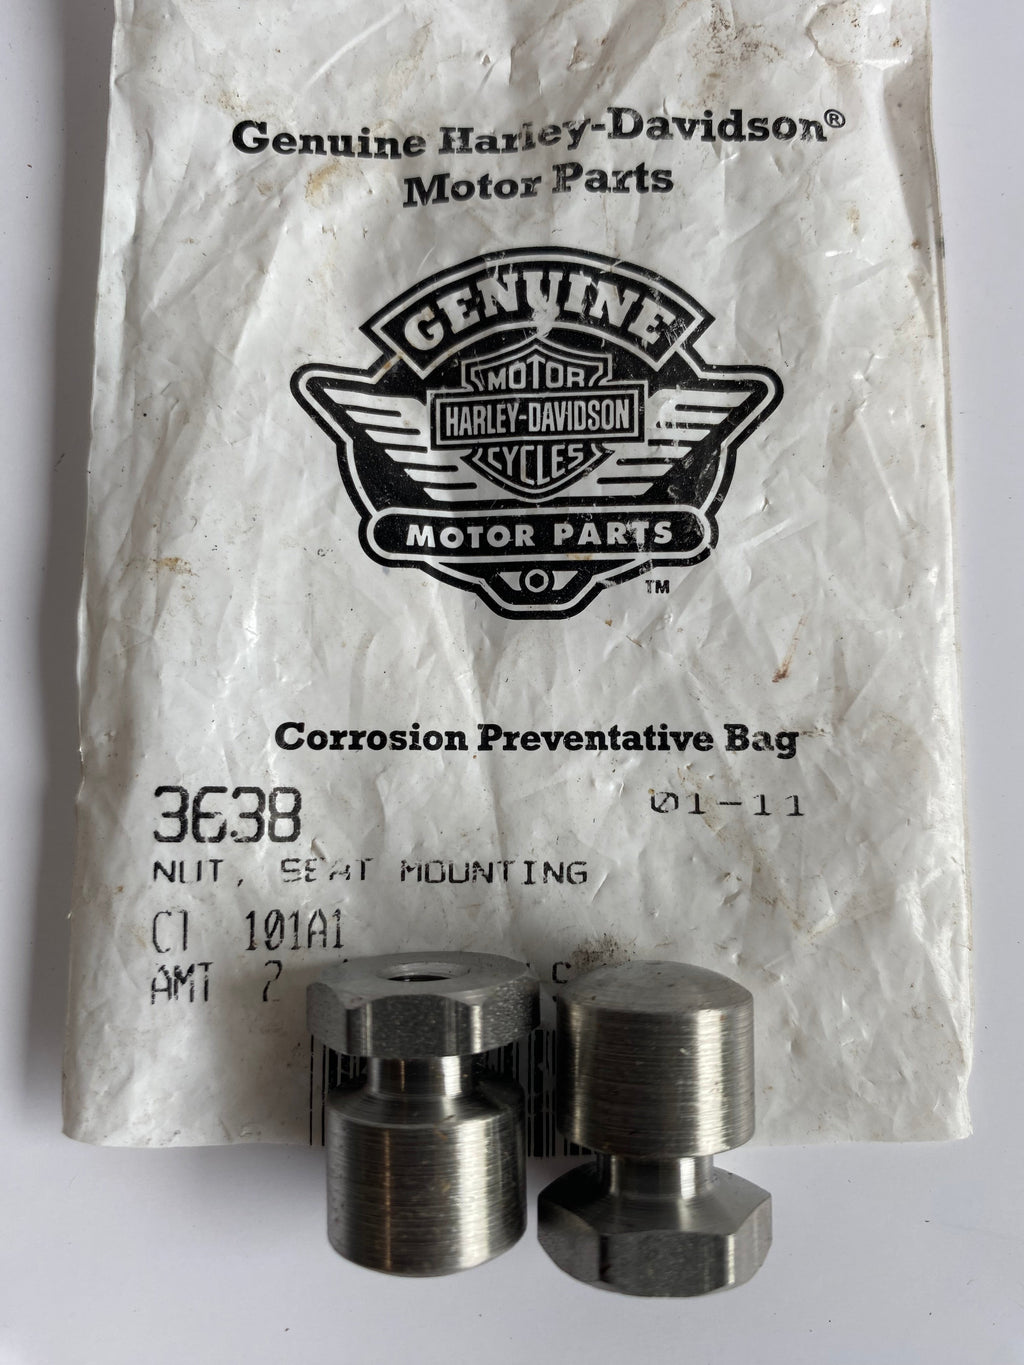 Genuine Harley-Davidson®
Motor Parts
GENUINE
MOTOR
HARLEY-DAVIDSON
CYCLES
MOTOR PARTS
TM
Corrosion Preventative Bag
3638
01-11
NUT, SEAT MOUNTING
CT 101A1
AMT 2